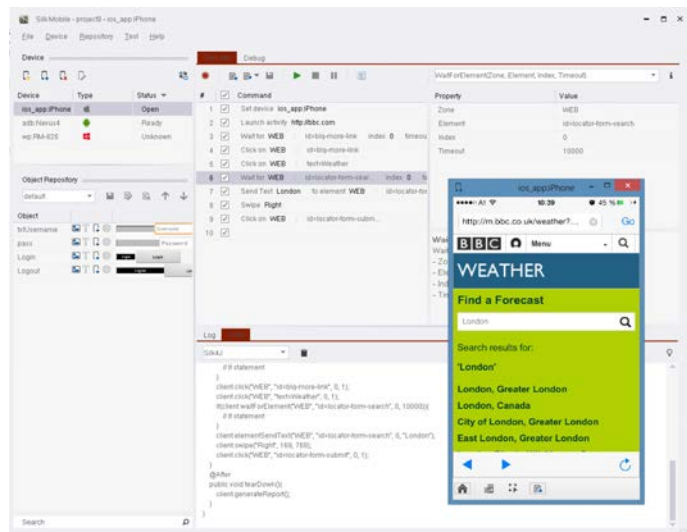 Silk Mobile - project8 - ios_app:iPhone
File Device Repository Test Help
Device
Device Type Status
ios_app:iPhone Open
adb:Nexus4 Ready
wp:RM-825 Unknown
Object Repository
default
Object
txtUsername
pass Password
Login
Logout
Search
Debug
# Command
1 Set device ios_app:iPhone
2 Launch activity http://bbc.com
3 Wait for WEB id=blq-more-link index 0 timeou
4 Click on WEB id=blq-more-link
5 Click on WEB text=Weather
6 Wait for WEB id=locator-form-sear... index 0
7 Send Text London to element WEB id=locator-for
8 Swipe Right
9 Click on WEB id=locator-form-subm...
10
WaitForElement(Zone, Element, Index, Timeout)
Property Value
Zone WEB
Element id=locator-form-search
Index 0
Timeout 10000
Log
Silk4J
// If statement
}
client.click("WEB", "id=blq-more-link", 0, 1);
client.click("WEB", "text=Weather", 0, 1);
if(client.waitForElement("WEB", "id=locator-form-search", 0, 10000)){
// If statement
}
client.elementSendText("WEB", "id=locator-form-search", 0, "London");
client.swipe("Right", 169, 760);
client.click("WEB", "id=locator-form-submit", 0, 1);
}
@After
public void tearDown(){
client.generateReport();
}
}
ios_app:iPhone
10:39 45 %
http://m.bbc.co.uk/weather?... Go
BBC Menu
WEATHER
Find a Forecast
London
Search results for:
'London'
London, Greater London
London, Canada
City of London, Greater London
East London, Greater London